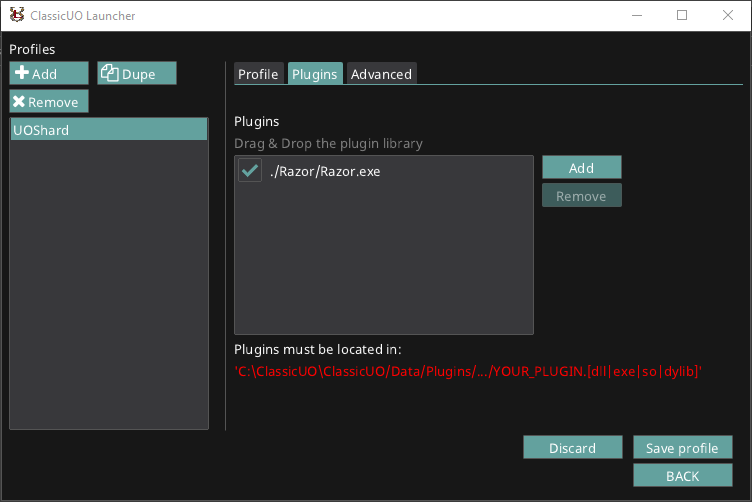 ClassicUO Launcher
Profiles
Add
Dupe
Remove
UOShard
Profile Plugins Advanced
Plugins
Drag & Drop the plugin library
./Razor/Razor.exe
Add
Remove
Plugins must be located in:
'C:\ClassicUO\ClassicUO/Data/Plugins/.../YOUR_PLUGIN.[dll|exe|so|dylib]'
Discard
Save profile
BACK